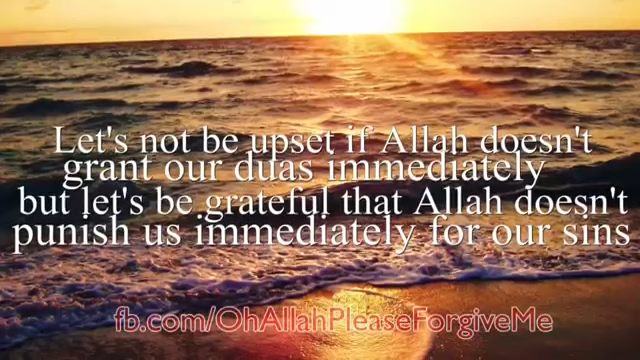 Let's not be upset if Allah doesn't
grant our duas immediately
but let's be grateful that Allah doesn't
punish us immediately for our sins
fb.com/OhAllahPleaseForgiveMe